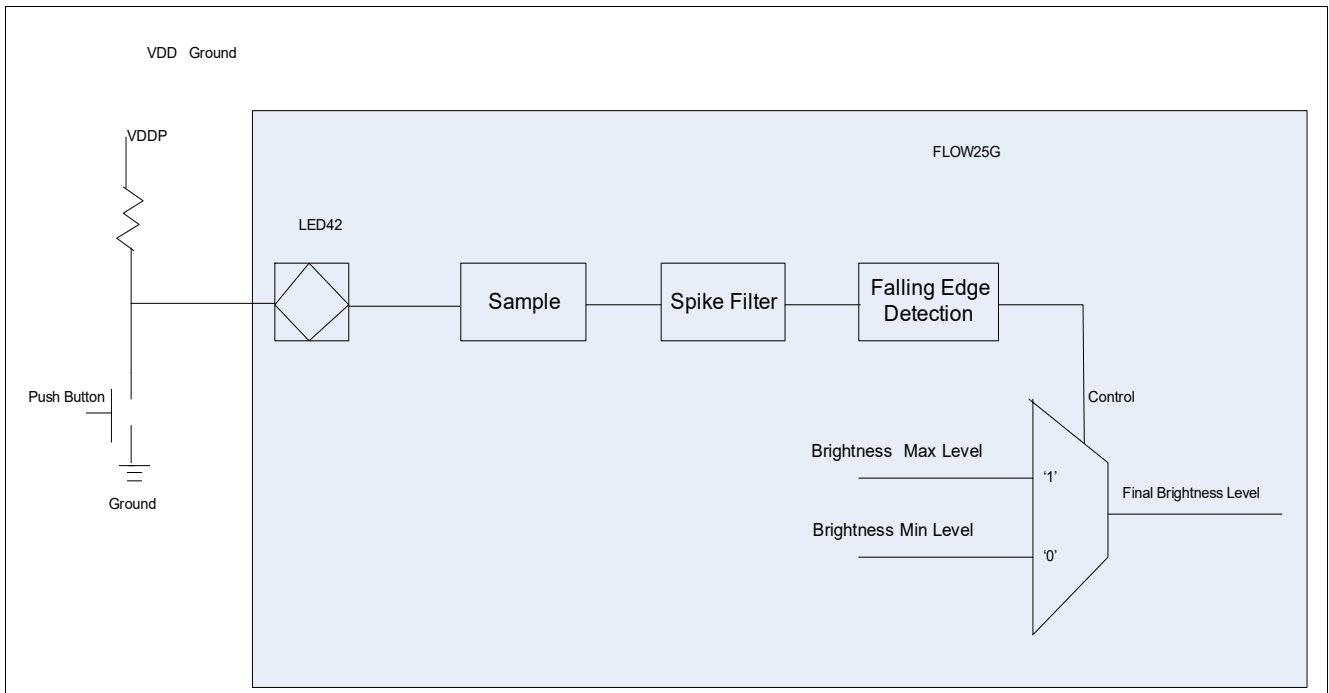 VDD Ground
VDDP
FLOW25G
LED42
Sample
Spike Filter
Falling Edge
Detection
Push Button
Control
Brightness Max Level
'1'
Final Brightness Level
Ground
Brightness Min Level
'0'